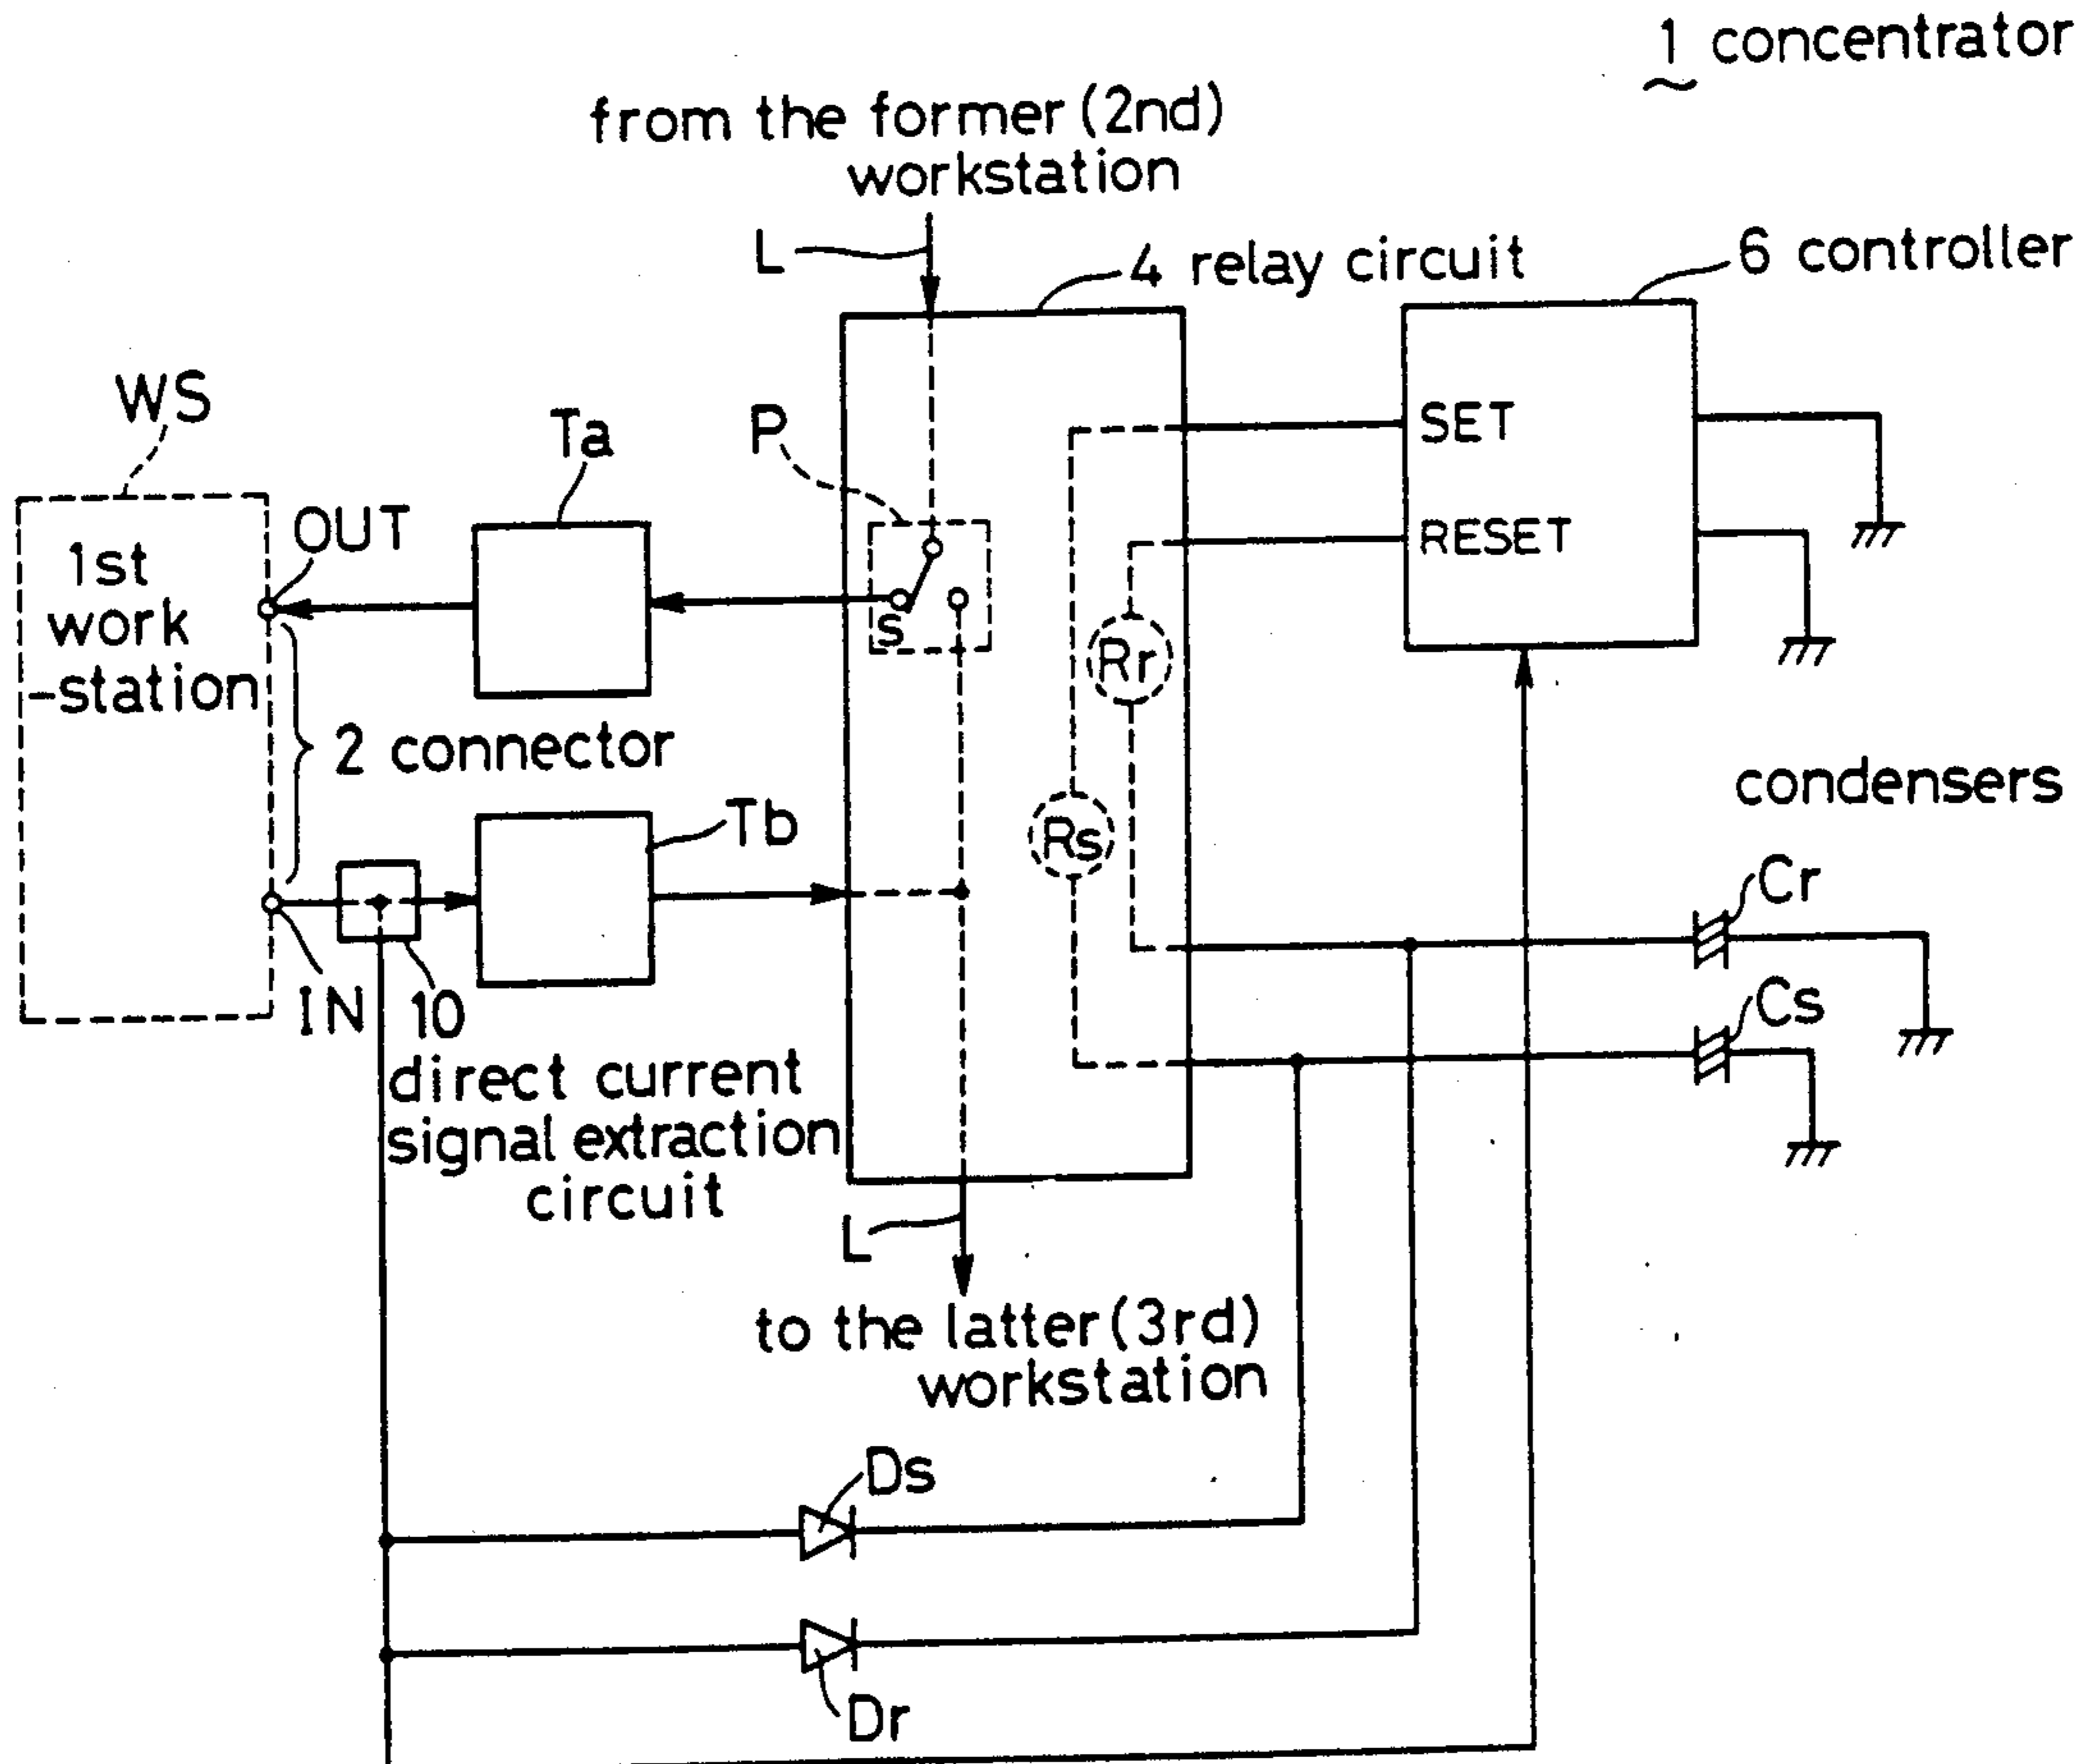 1 concentrator
from the former (2nd)
workstation
L
4 relay circuit
6 controller
WS
Ta
P
SET
OUT
1st
work
-station
S
RESET
Rr
2 connector
condensers
Tb
Rs
Cr
IN
10
Cs
direct current
signal extraction
circuit
L
to the latter (3rd)
workstation
Ds
Dr